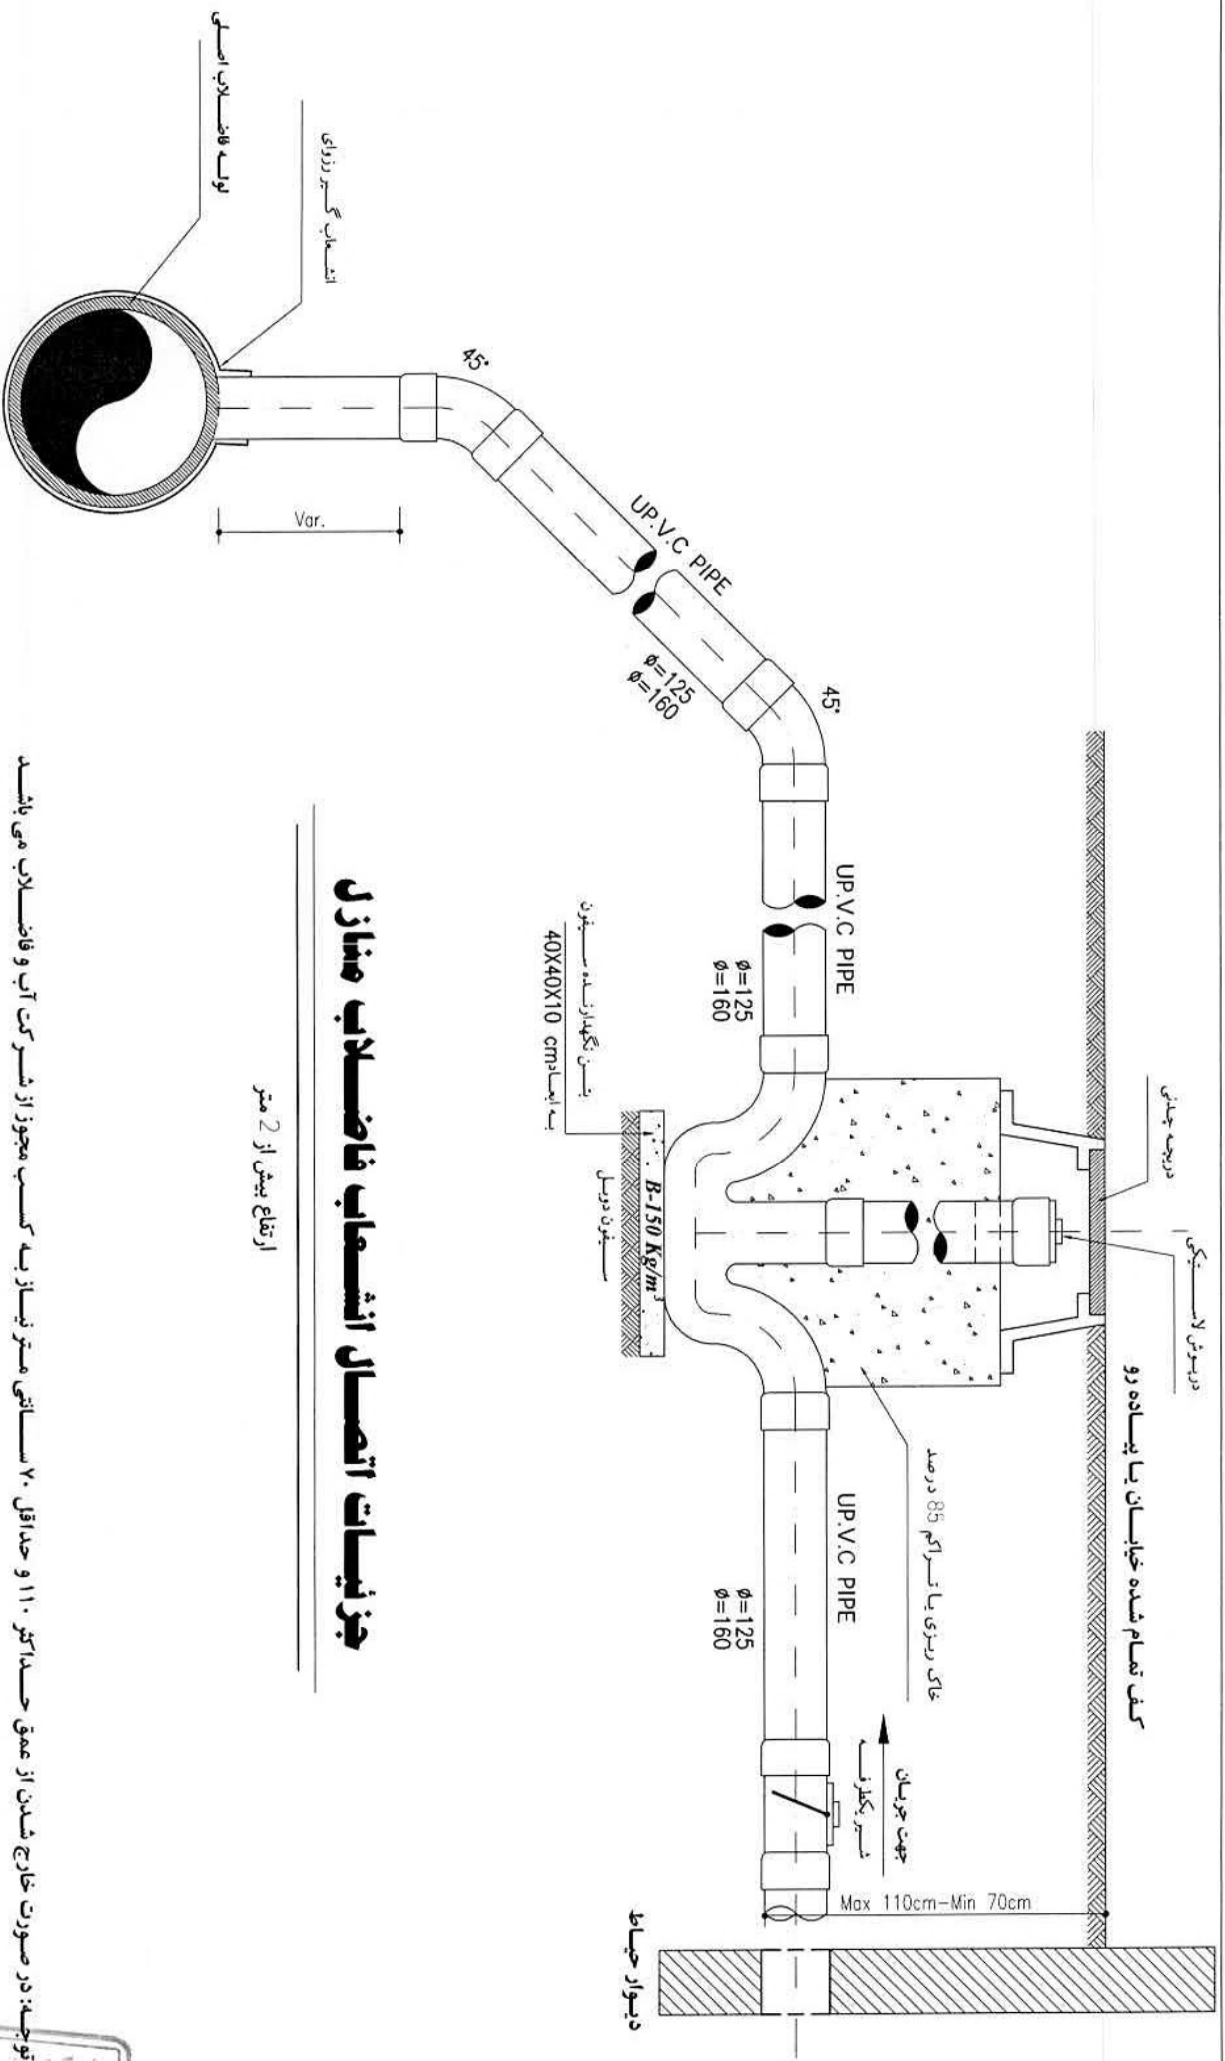 کف تمام شده خیابان یا پیاده رو
درپوش لاستیکی
دریچه چدنی
خاک ریزی با تراکم 85 درصد
جهت جریان
شیر یکطرفه
Max 110cm-Min 70cm
دیوار حیاط
UP.V.C PIPE
ø=125
ø=160
UP.V.C PIPE
ø=125
ø=160
45°
UP.V.C PIPE
ø=125
ø=160
45°
B-150 Kg/m³
سیفون دوبل
بتن نگهدارنده سیفون
به ابعاد 40X40X10 cm
Var.
انشعاب گیر رزوای
لوله فاضلاب اصلی
جزئیات اتصال انشعاب فاضلاب منازل
ارتفاع بیش از 2 متر
توجه: در صورت خارج شدن از عمق حداکثر ۱۱۰ و حداقل ۷۰ سانتی متر نیاز به کسب مجوز از شرکت آب و فاضلاب می باشد